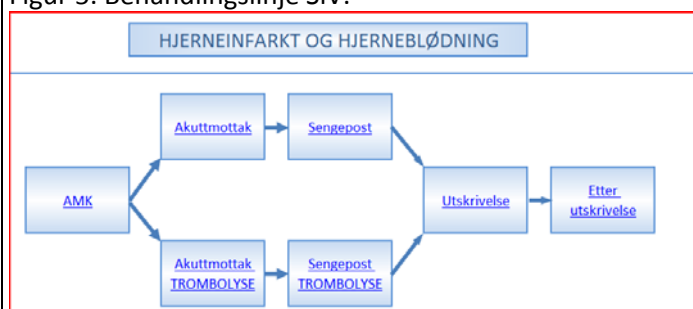 HJERNEINFARKT OG HJERNEBLØDNING
Akuttmottak
Sengepost
AMK
Utskrivelse
Etter
utskrivelse
Akuttmottak
TROMBOLYSE
Sengepost
TROMBOLYSE